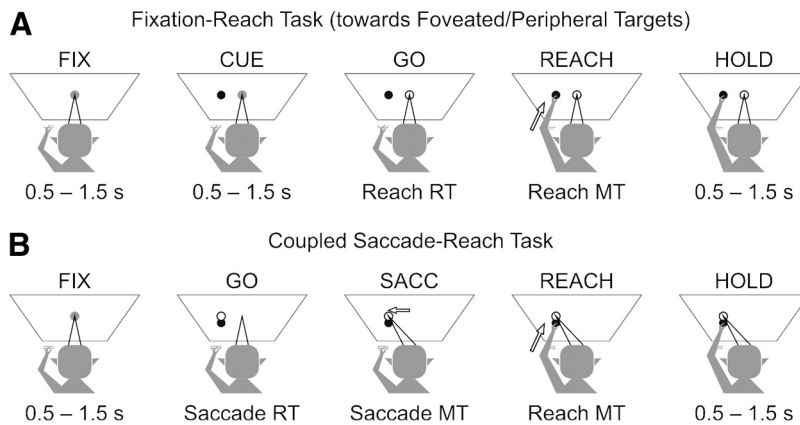 A
Fixation-Reach Task (towards Foveated/Peripheral Targets)
FIX CUE GO REACH HOLD
0.5 – 1.5 s 0.5 – 1.5 s Reach RT Reach MT 0.5 – 1.5 s
B
Coupled Saccade-Reach Task
FIX GO SACC REACH HOLD
0.5 – 1.5 s Saccade RT Saccade MT Reach MT 0.5 – 1.5 s